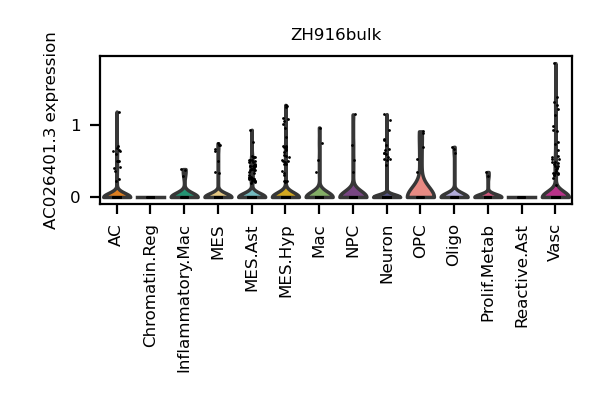 ZH916bulk
AC026401.3 expression
1
0
AC
Chromatin.Reg
Inflammatory.Mac
MES
MES.Ast
MES.Hyp
Mac
NPC
Neuron
OPC
Oligo
Prolif.Metab
Reactive.Ast
Vasc